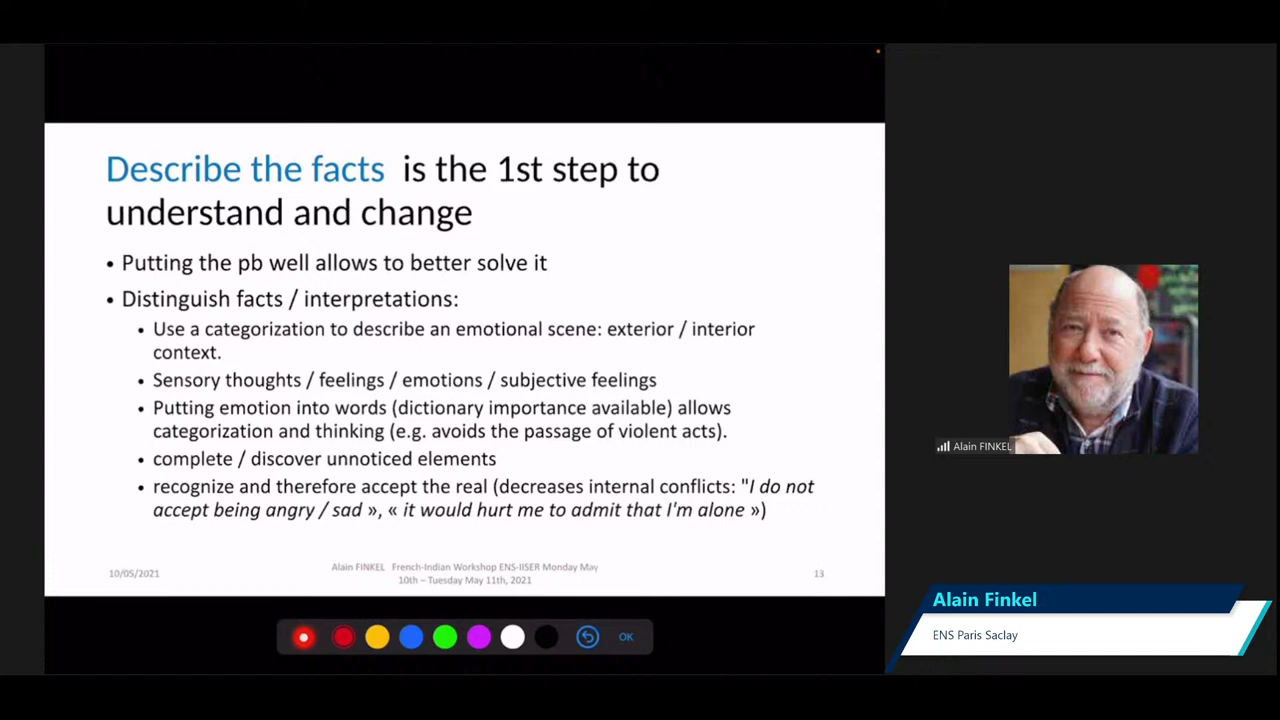 Describe the facts is the 1st step to
understand and change
• Putting the pb well allows to better solve it
• Distinguish facts / interpretations:
• Use a categorization to describe an emotional scene: exterior / interior
context.
• Sensory thoughts / feelings / emotions / subjective feelings
• Putting emotion into words (dictionary importance available) allows
categorization and thinking (e.g. avoids the passage of violent acts).
• complete / discover unnoticed elements
• recognize and therefore accept the real (decreases internal conflicts: "I do not
accept being angry / sad », « it would hurt me to admit that I'm alone »)
10/05/2021
Alain FINKEL French-Indian Workshop ENS-IISER Monday May
10th – Tuesday May 11th, 2021
13
OK
Alain FINKEL
Alain Finkel
ENS Paris Saclay